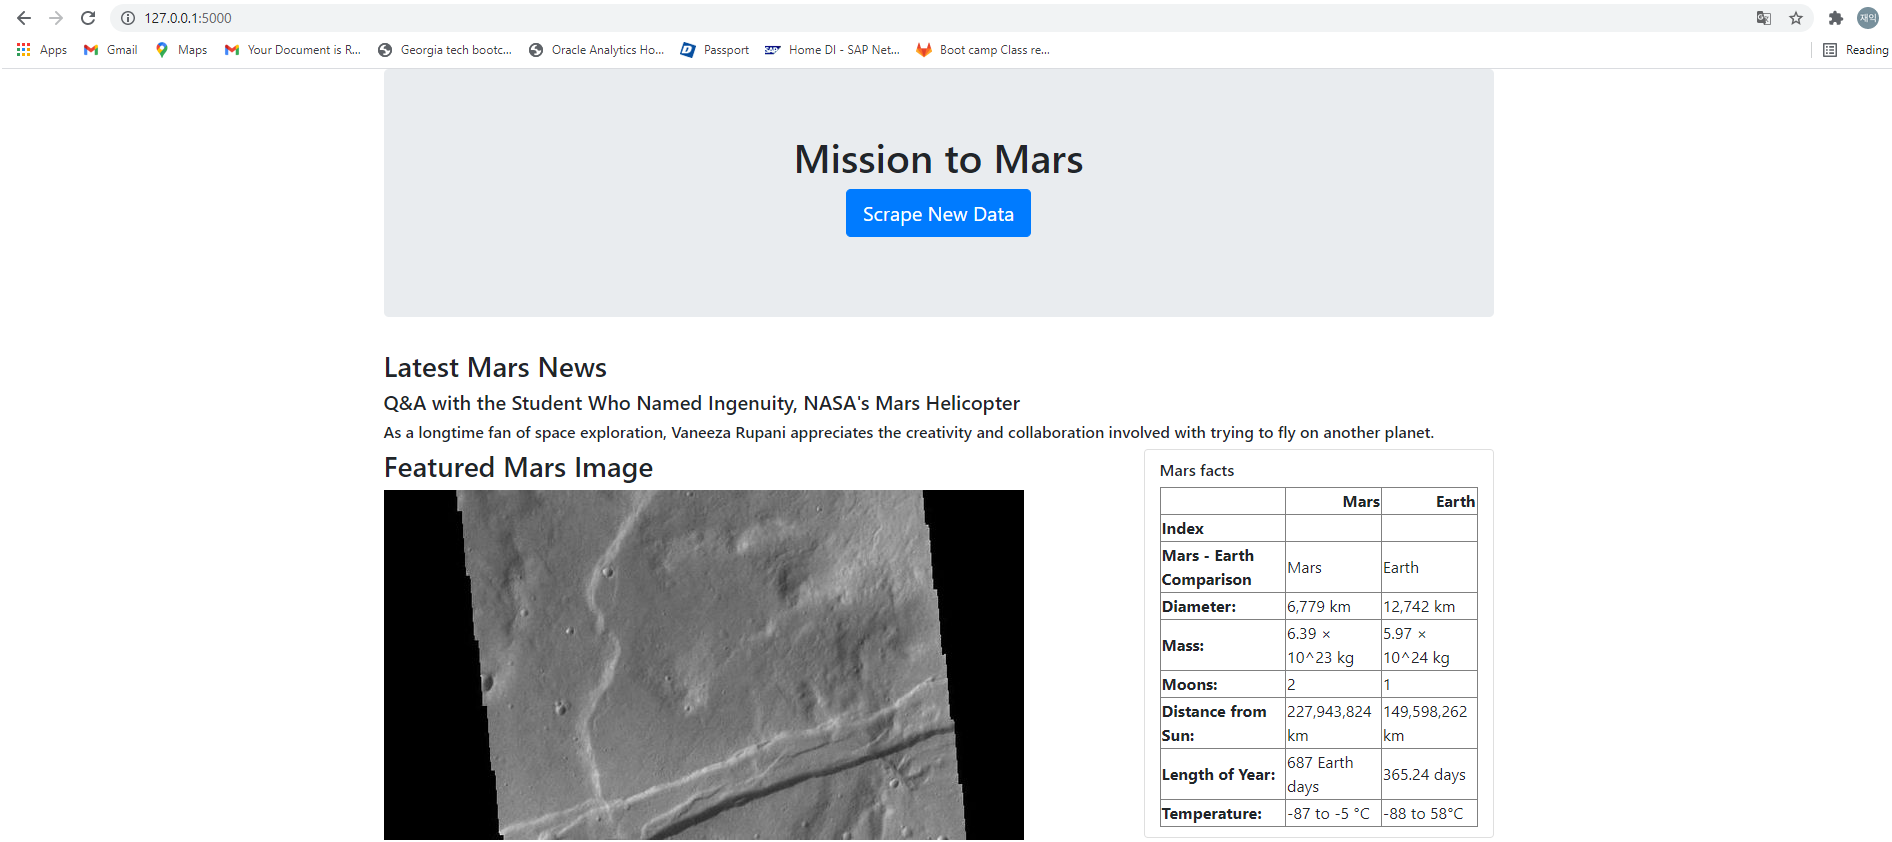 127.0.0.1:5000
재익
Apps Gmail Maps Your Document is R... Georgia tech bootc... Oracle Analytics Ho... Passport Home DI - SAP Net... Boot camp Class re... Reading
Mission to Mars
Scrape New Data
Latest Mars News
Q&A with the Student Who Named Ingenuity, NASA's Mars Helicopter
As a longtime fan of space exploration, Vaneeza Rupani appreciates the creativity and collaboration involved with trying to fly on another planet.
Featured Mars Image
Mars facts
Mars Earth
Index
Mars - Earth
Comparison Mars Earth
Diameter: 6,779 km 12,742 km
Mass: 6.39 × 5.97 ×
10^23 kg 10^24 kg
Moons: 2 1
Distance from 227,943,824 149,598,262
Sun: km km
Length of Year: 687 Earth 365.24 days
days
Temperature: -87 to -5 °C -88 to 58°C